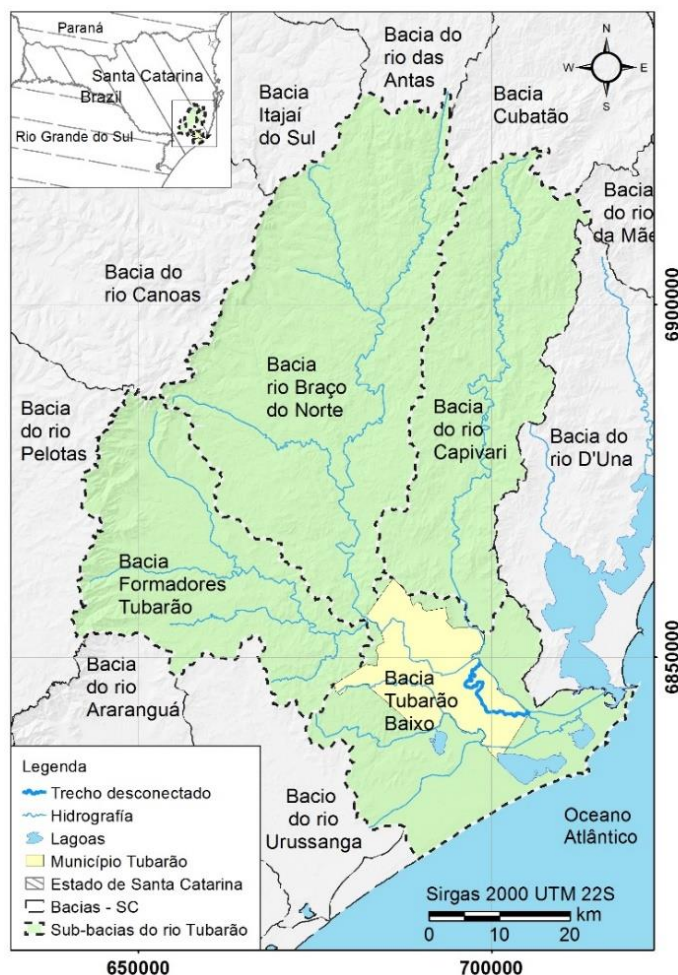 Paraná
Santa Catarina
Brazil
Rio Grande do Sul
Bacia do
rio das
Antas
N
W
E
S
Bacia
Itajaí
do Sul
Bacia
Cubatão
Bacia
do rio
da Mãe
Bacia do
rio Canoas
6900000
Bacia
rio Braço
do Norte
Bacia
do rio
Capivari
Bacia do
rio D'Una
Bacia
do rio
Pelotas
Bacia
Formadores
Tubarão
6850000
Bacia
do rio
Araranguá
Bacia
Tubarão
Baixo
Bacio
do rio
Urussanga
Oceano
Atlântico
Legenda
Trecho desconectado
Hidrografía
Lagoas
Município Tubarão
Estado de Santa Catarina
Bacias - SC
Sub-bacias do rio Tubarão
Sirgas 2000 UTM 22S
km
0 5 10 20
650000
700000